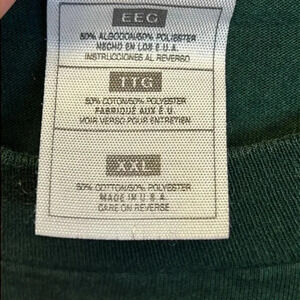 EEG
50% ALGODON/50% POLIESTER
HECHO EN LOS E.U.A.
INSTRUCCIONES AL REVERSO
TTG
50% COTON/50% POLYESTER
FABRIQUÉ AUX É.U.
VOIR VERSO POUR ENTRETIEN
XXL
50% COTTON/50% POLYESTER
MADE IN U.S.A.
CARE ON REVERSE